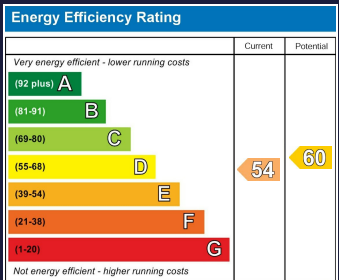 Energy Efficiency Rating
Current Potential
Very energy efficient - lower running costs
(92 plus) A
(81-91) B
(69-80) C
(55-68) D
(39-54) E
(21-38) F
(1-20) G
54
60
Not energy efficient - higher running costs